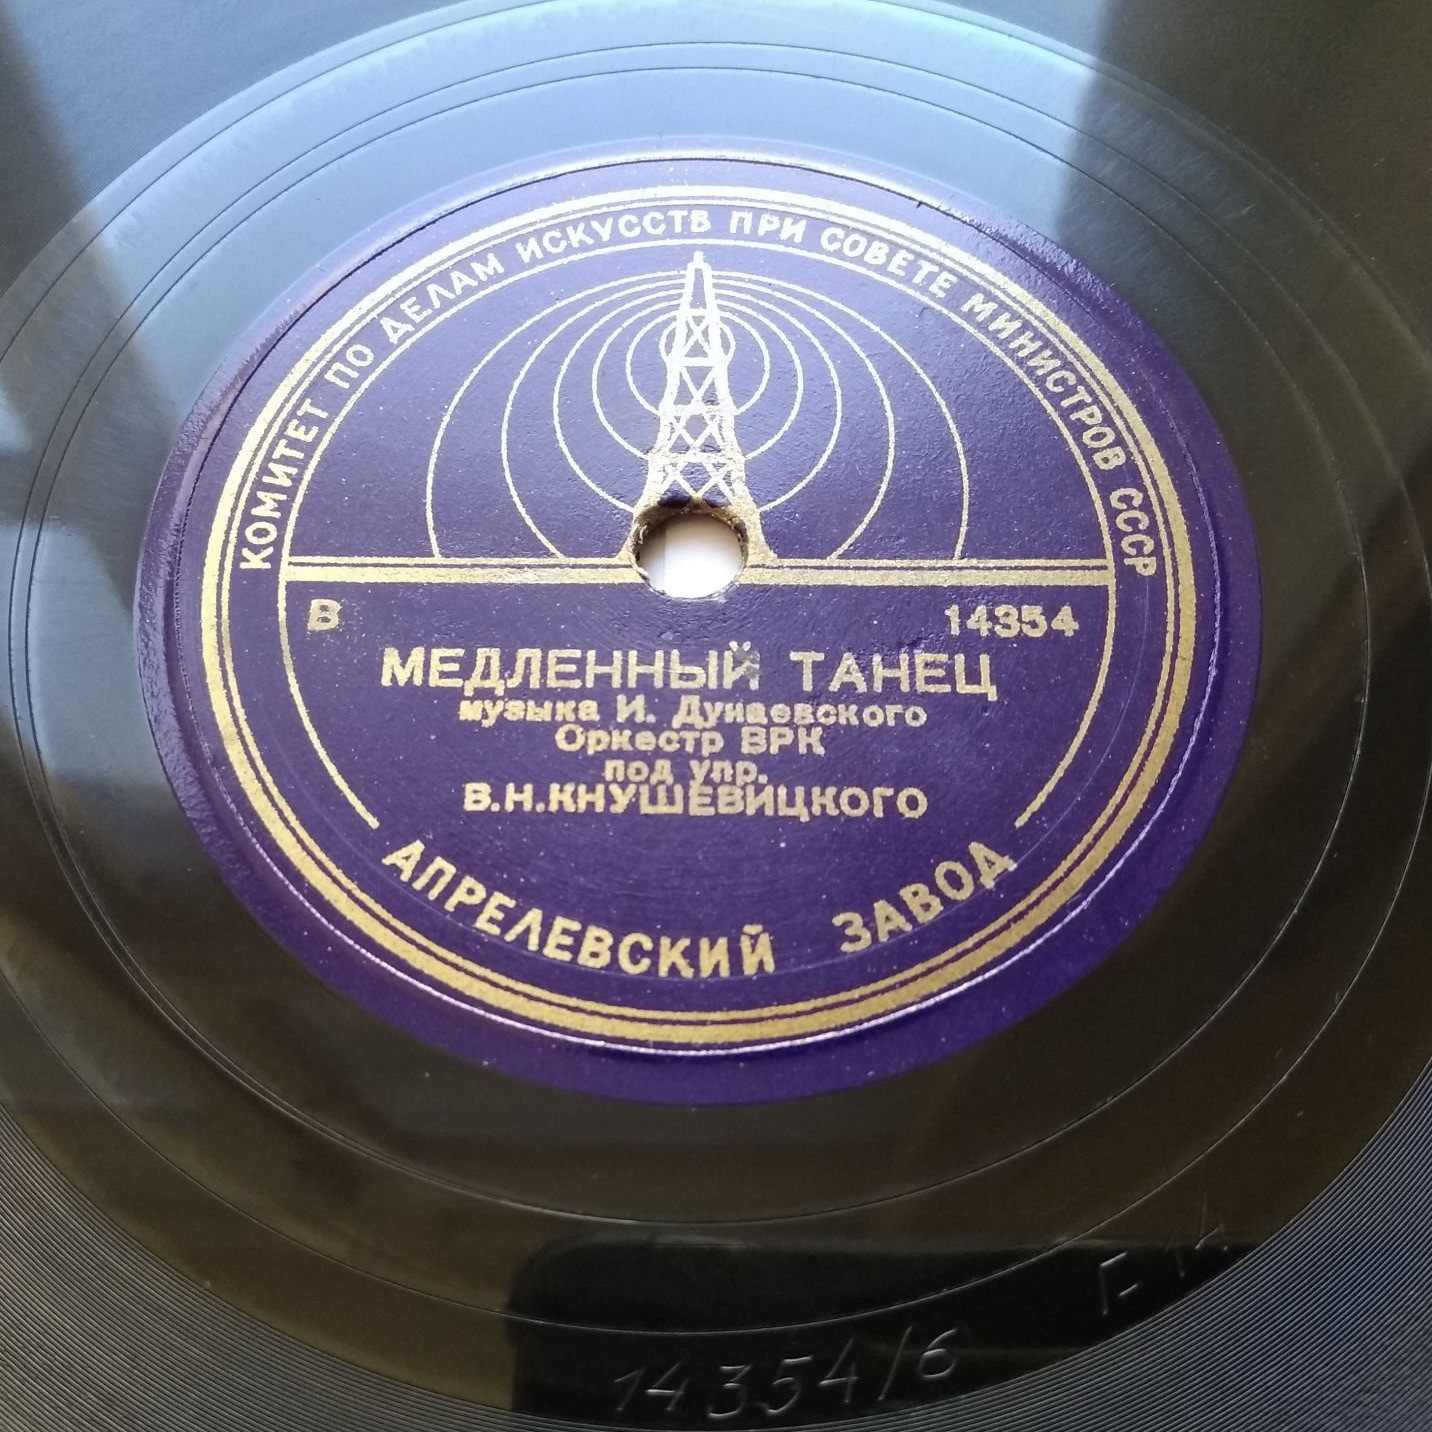 КОМИТЕТ ПО ДЕЛАМ ИСКУССТВ ПРИ СОВЕТЕ МИНИСТРОВ СССР
В 14354
МЕДЛЕННЫЙ ТАНЕЦ
музыка И. Дунаевского
Оркестр ВРК
под упр.
В.Н.КНУШЕВИЦКОГО
АПРЕЛЕВСКИЙ ЗАВОД
14354/6